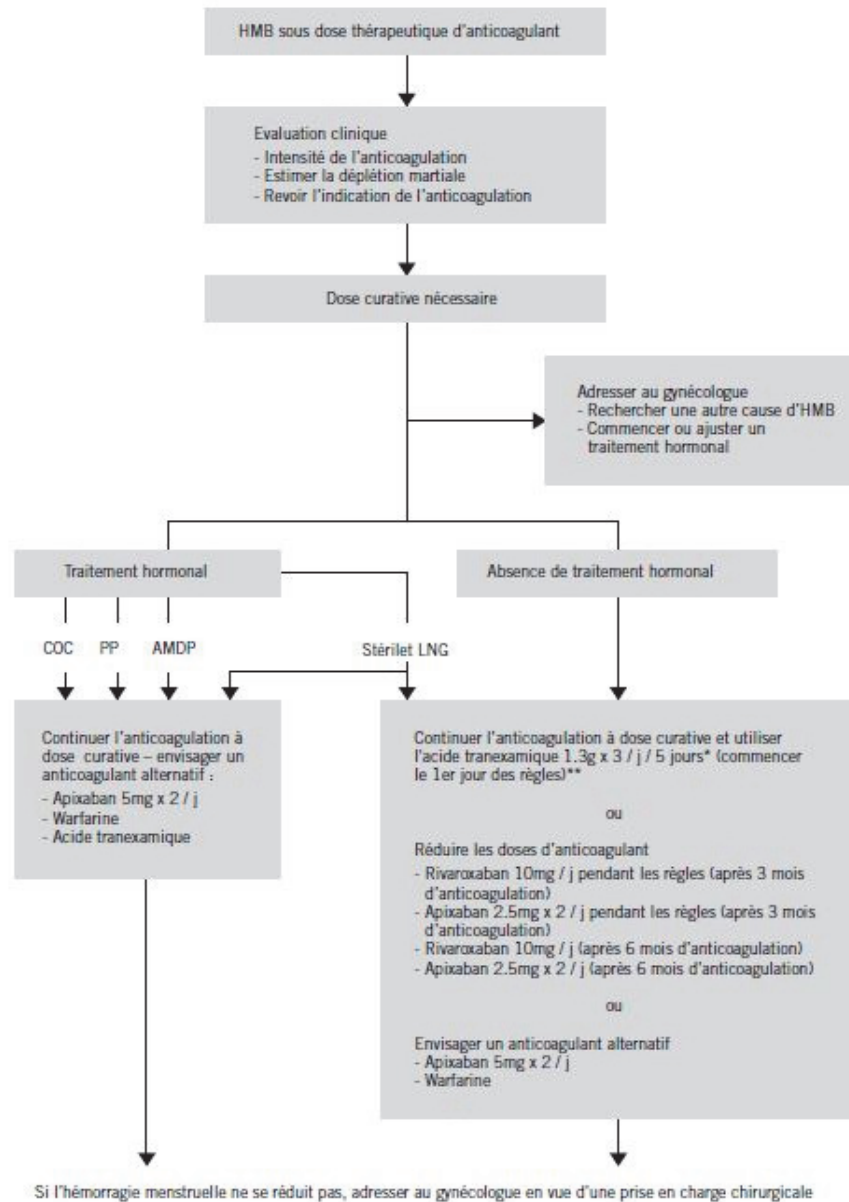 HMB sous dose thérapeutique d'anticoagulant
Evaluation clinique
- Intensité de l'anticoagulation
- Estimer la déplétion martiale
- Revoir l'indication de l'anticoagulation
Dose curative nécessaire
Adresser au gynécologue
- Rechercher une autre cause d'HMB
- Commencer ou ajuster un
traitement hormonal
Traitement hormonal
Absence de traitement hormonal
COC PP AMDP
Stérilet LNG
Continuer l'anticoagulation à
dose curative – envisager un
anticoagulant alternatif :
- Apixaban 5mg x 2 / j
- Warfarine
- Acide tranexamique
Continuer l'anticoagulation à dose curative et utiliser
l'acide tranexamique 1.3g x 3 / j / 5 jours* (commencer
le 1er jour des règles)**
ou
Réduire les doses d'anticoagulant
- Rivaroxaban 10mg / j pendant les règles (après 3 mois
d'anticoagulation)
- Apixaban 2.5mg x 2 / j pendant les règles (après 3 mois
d'anticoagulation)
- Rivaroxaban 10mg / j (après 6 mois d'anticoagulation)
- Apixaban 2.5mg x 2 / j (après 6 mois d'anticoagulation)
ou
Envisager un anticoagulant alternatif
- Apixaban 5mg x 2 / j
- Warfarine
Si l'hémorragie menstruelle ne se réduit pas, adresser au gynécologue en vue d'une prise en charge chirurgicale